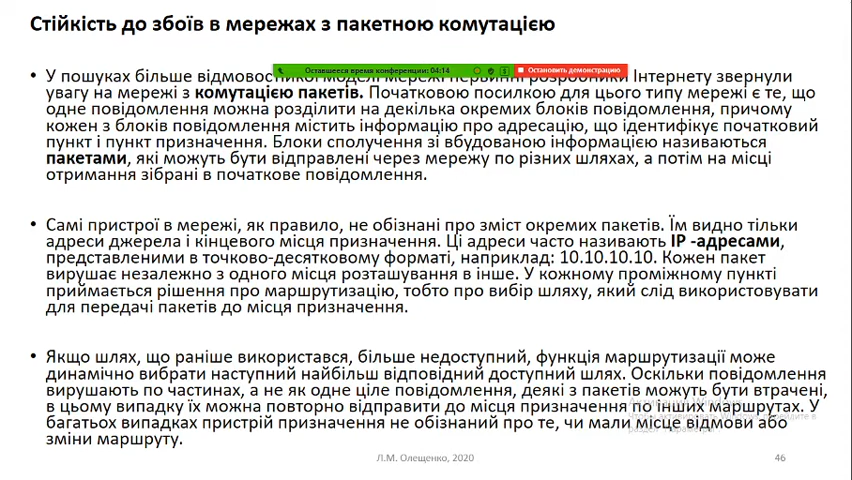 Стійкість до збоїв в мережах з пакетною комутацією
Оставшееся время конференции: 04:14
Остановить демонстрацию
• У пошуках більше відмовостійкої моделі мережі первинні розробники Інтернету звернули
увагу на мережі з комутацією пакетів. Початковою посилкою для цього типу мережі є те, що
одне повідомлення можна розділити на декілька окремих блоків повідомлення, причому
кожен з блоків повідомлення містить інформацію про адресацію, що ідентифікує початковий
пункт і пункт призначення. Блоки сполучення зі вбудованою інформацією називаються
пакетами, які можуть бути відправлені через мережу по різних шляхах, а потім на місці
отримання зібрані в початкове повідомлення.
• Самі пристрої в мережі, як правило, не обізнані про зміст окремих пакетів. Їм видно тільки
адреси джерела і кінцевого місця призначення. Ці адреси часто називають IP -адресами,
представленими в точково-десятковому форматі, наприклад: 10.10.10.10. Кожен пакет
вирушає незалежно з одного місця розташування в інше. У кожному проміжному пункті
приймається рішення про маршрутизацію, тобто про вибір шляху, який слід використовувати
для передачі пакетів до місця призначення.
• Якщо шлях, що раніше використався, більше недоступний, функція маршрутизації може
динамічно вибрати наступний найбільш відповідний доступний шлях. Оскільки повідомлення
вирушають по частинах, а не як одне ціле повідомлення, деякі з пакетів можуть бути втрачені,
в цьому випадку їх можна повторно відправити до місця призначення по інших маршрутах. У
багатьох випадках пристрій призначення не обізнаний про те, чи мали місце відмови або
зміни маршруту.
Л.М. Олещенко, 2020
46